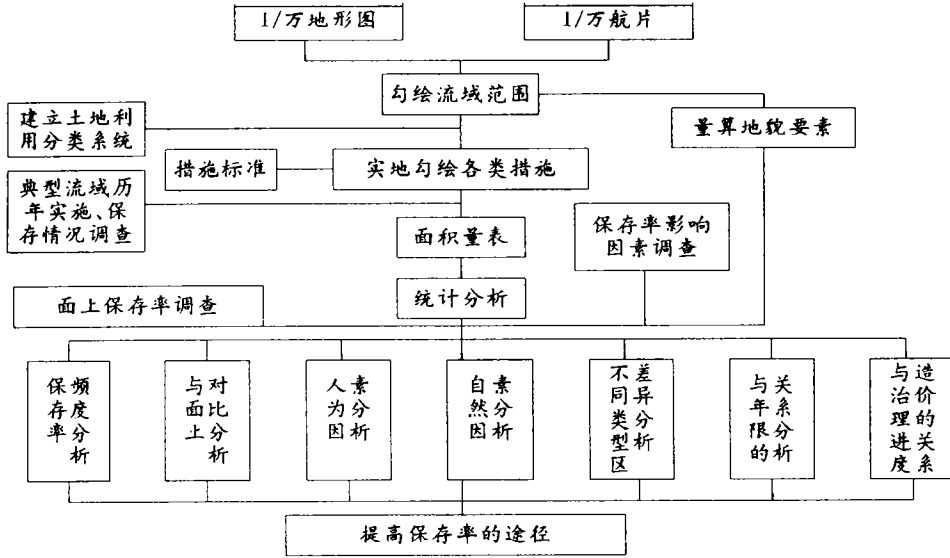 1/万地形图
1/万航片
勾绘流域范围
建立土地利
用分类系统
量算地貌要素
措施标准
实地勾绘各类措施
典型流域历
年实施、保
存情况调查
面积量表
保存率影响
因素调查
统计分析
面上保存率调查
保存率
频度分析
与面上
对比分析
人为因
素分析
自然因
素分析
不同类型区
差异分析
与年限的
关系分析
与治理进度
造价的关系
提高保存率的途径